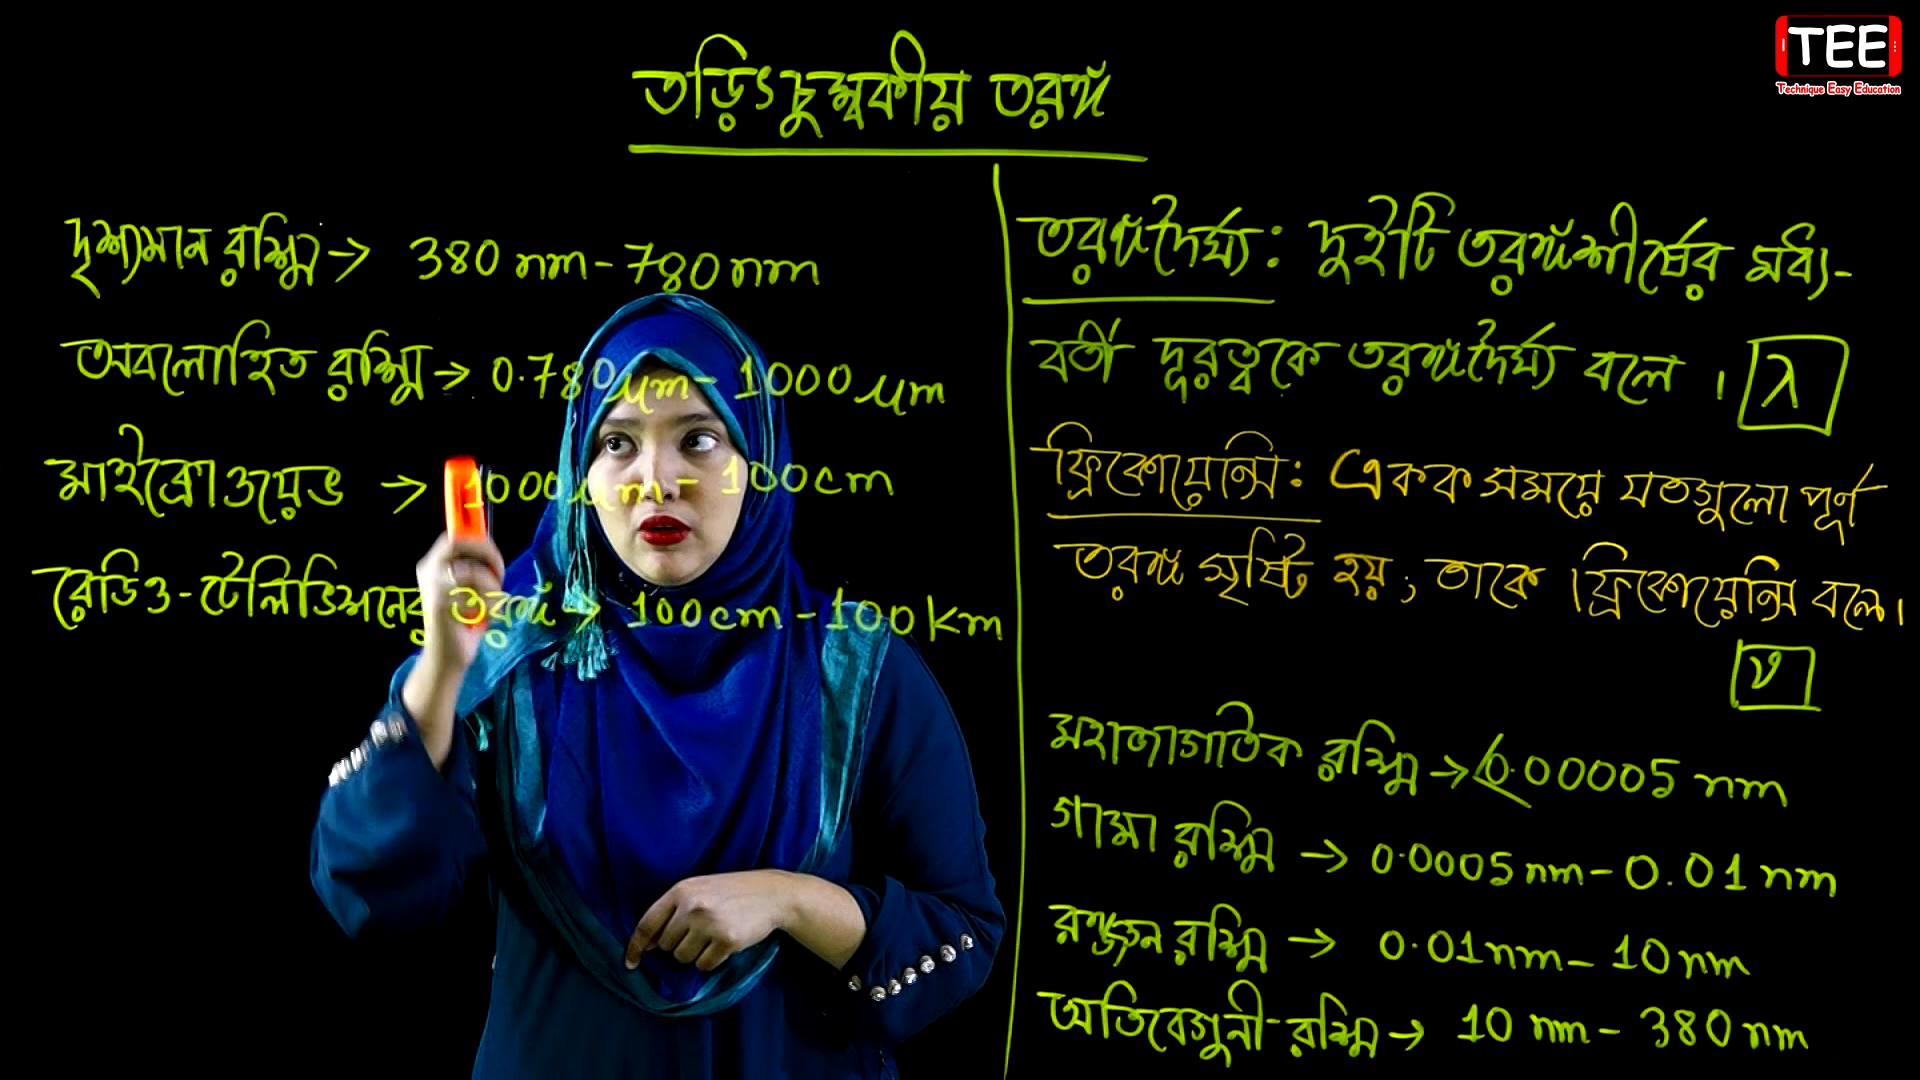 TEE
Technique Easy Education
তড়িৎচুম্বকীয় তরঙ্গ
দৃশ্যমান রশ্মি → 380 nm - 780 nm
অবলোহিত রশ্মি → 0.780 μm - 1000 μm
মাইক্রোওয়েভ → 1000 μm - 100 cm
রেডিও-টেলিভিশনের তরঙ্গ → 100 cm - 100 Km
তরঙ্গদৈর্ঘ্য : দুইটি তরঙ্গশীর্ষের মধ্য-
বর্তী দূরত্বকে তরঙ্গদৈর্ঘ্য বলে । λ
ফ্রিকোয়েন্সি : একক সময়ে যতগুলো পূর্ণ
তরঙ্গ সৃষ্টি হয়, তাকে ফ্রিকোয়েন্সি বলে।
ν
মহাজাগতিক রশ্মি → < 0.00005 nm
গামা রশ্মি → 0.0005 nm - 0.01 nm
রঞ্জন রশ্মি → 0.01 nm - 10 nm
অতিবেগুনী-রশ্মি → 10 nm - 380 nm